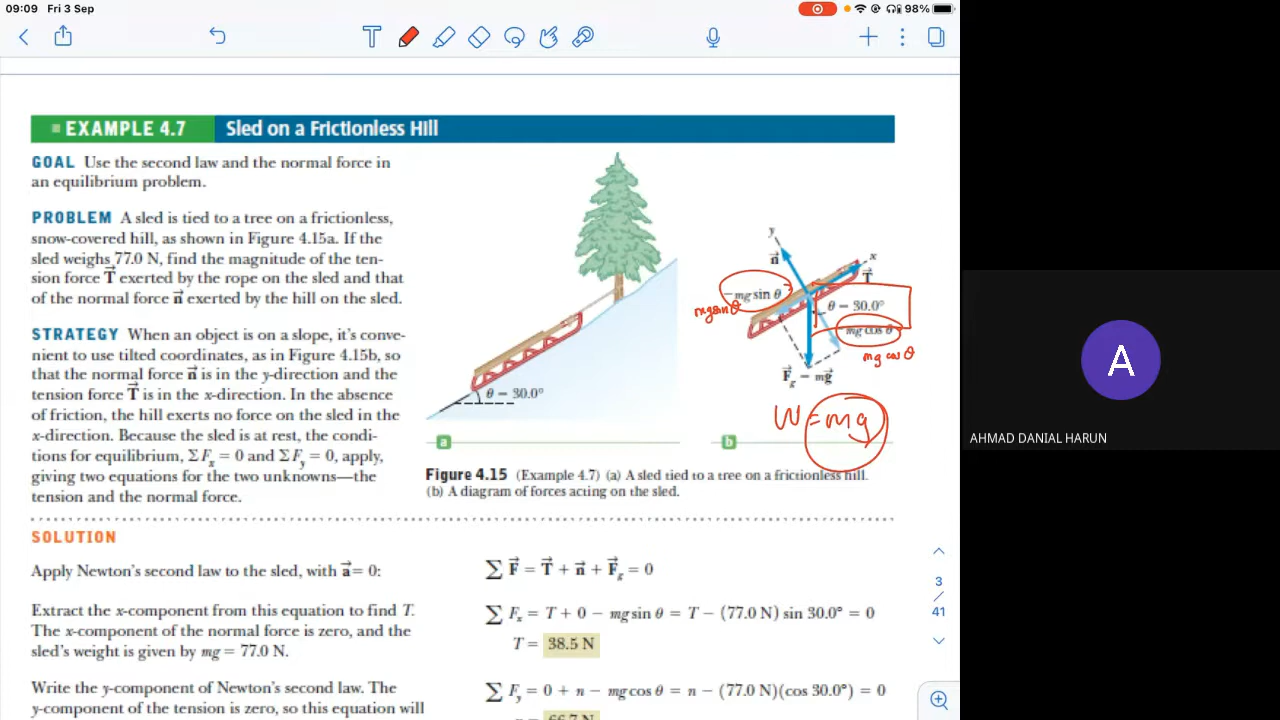 09:09 Fri 3 Sep
98%
EXAMPLE 4.7 Sled on a Frictionless Hill
GOAL Use the second law and the normal force in
an equilibrium problem.
PROBLEM A sled is tied to a tree on a frictionless,
snow-covered hill, as shown in Figure 4.15a. If the
sled weighs 77.0 N, find the magnitude of the ten-
sion force T⃗ exerted by the rope on the sled and that
of the normal force n⃗ exerted by the hill on the sled.
STRATEGY When an object is on a slope, it's conve-
nient to use tilted coordinates, as in Figure 4.15b, so
that the normal force n⃗ is in the y-direction and the
tension force T⃗ is in the x-direction. In the absence
of friction, the hill exerts no force on the sled in the
x-direction. Because the sled is at rest, the condi-
tions for equilibrium, ΣFx = 0 and ΣFy = 0, apply,
giving two equations for the two unknowns—the
tension and the normal force.
θ = 30.0°
a
y
n⃗
x
T⃗
−mg sin θ
mg sin θ
θ = 30.0°
mg cos θ
mg cos θ
F⃗g = mg⃗
W = mg
b
Figure 4.15 (Example 4.7) (a) A sled tied to a tree on a frictionless hill.
(b) A diagram of forces acting on the sled.
SOLUTION
Apply Newton's second law to the sled, with a⃗ = 0:
∑ F⃗ = T⃗ + n⃗ + F⃗g = 0
Extract the x-component from this equation to find T.
The x-component of the normal force is zero, and the
sled's weight is given by mg = 77.0 N.
∑ Fx = T + 0 − mg sin θ = T − (77.0 N) sin 30.0° = 0
T = 38.5 N
Write the y-component of Newton's second law. The
y-component of the tension is zero, so this equation will
∑ Fy = 0 + n − mg cos θ = n − (77.0 N)(cos 30.0°) = 0
3
/
41
A
AHMAD DANIAL HARUN